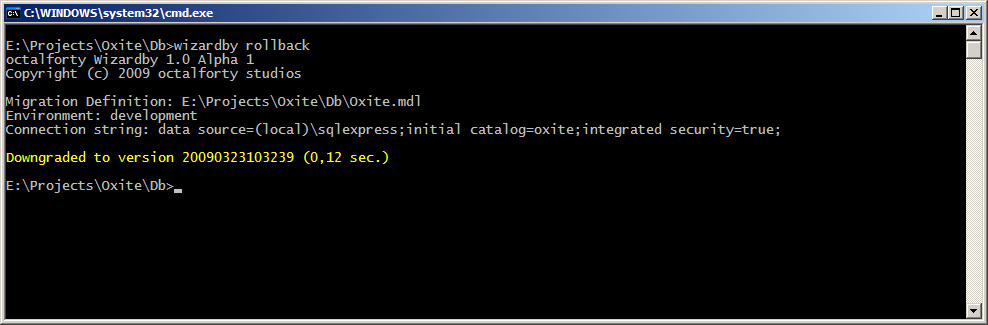 C:\WINDOWS\system32\cmd.exe
E:\Projects\Oxite\Db>wizardby rollback
octalforty Wizardby 1.0 Alpha 1
Copyright (c) 2009 octalforty studios
Migration Definition: E:\Projects\Oxite\Db\Oxite.mdl
Environment: development
Connection string: data source=(local)\sqlexpress;initial catalog=oxite;integrated security=true;
Downgraded to version 20090323103239 (0,12 sec.)
E:\Projects\Oxite\Db>